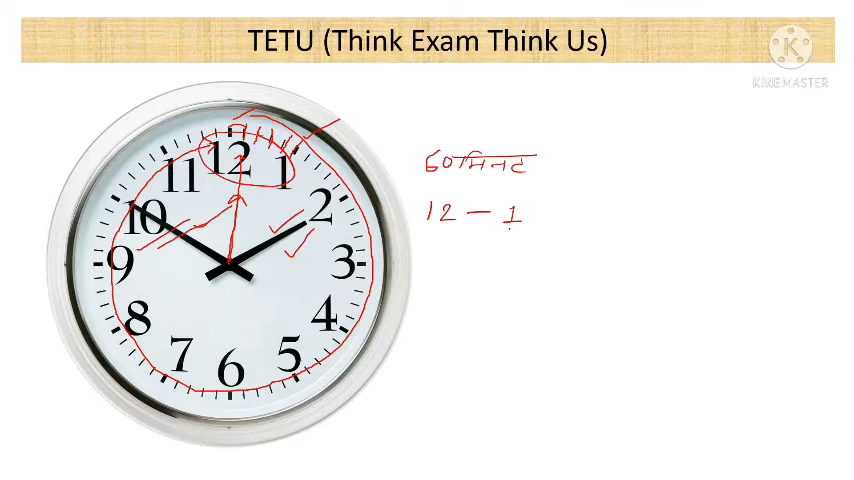 TETU (Think Exam Think Us)
K
KINEMASTER
12
11 1
10 2
9 3
8 4
7 5
6
60 मिनट
12 - 1